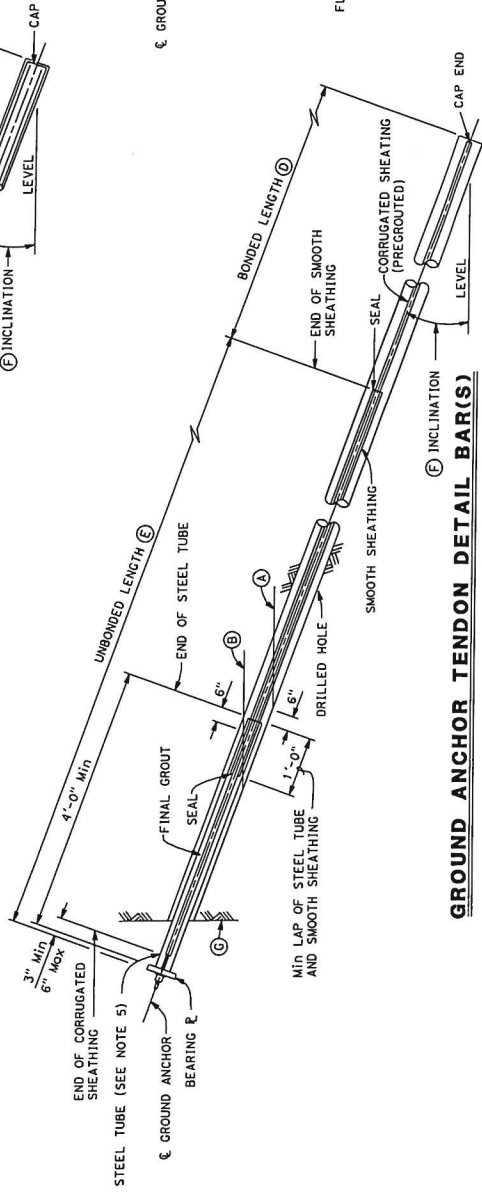 CAP
LEVEL
Ⓕ INCLINATION
℄ GROU
FL
UNBONDED LENGTH Ⓔ
BONDED LENGTH Ⓓ
4'-0" Min
3" Min
6" Max
END OF CORRUGATED
SHEATHING
STEEL TUBE (SEE NOTE 5)
℄ GROUND ANCHOR
BEARING ℄
Ⓖ
FINAL GROUT
SEAL
END OF STEEL TUBE
6"
Ⓑ
Ⓐ
6"
1'-0"
Min LAP OF STEEL TUBE
AND SMOOTH SHEATHING
DRILLED HOLE
SMOOTH SHEATHING
END OF SMOOTH
SHEATHING
SEAL
CORRUGATED SHEATING
(PREGROUTED)
Ⓕ INCLINATION
LEVEL
CAP END
GROUND ANCHOR TENDON DETAIL BAR(S)